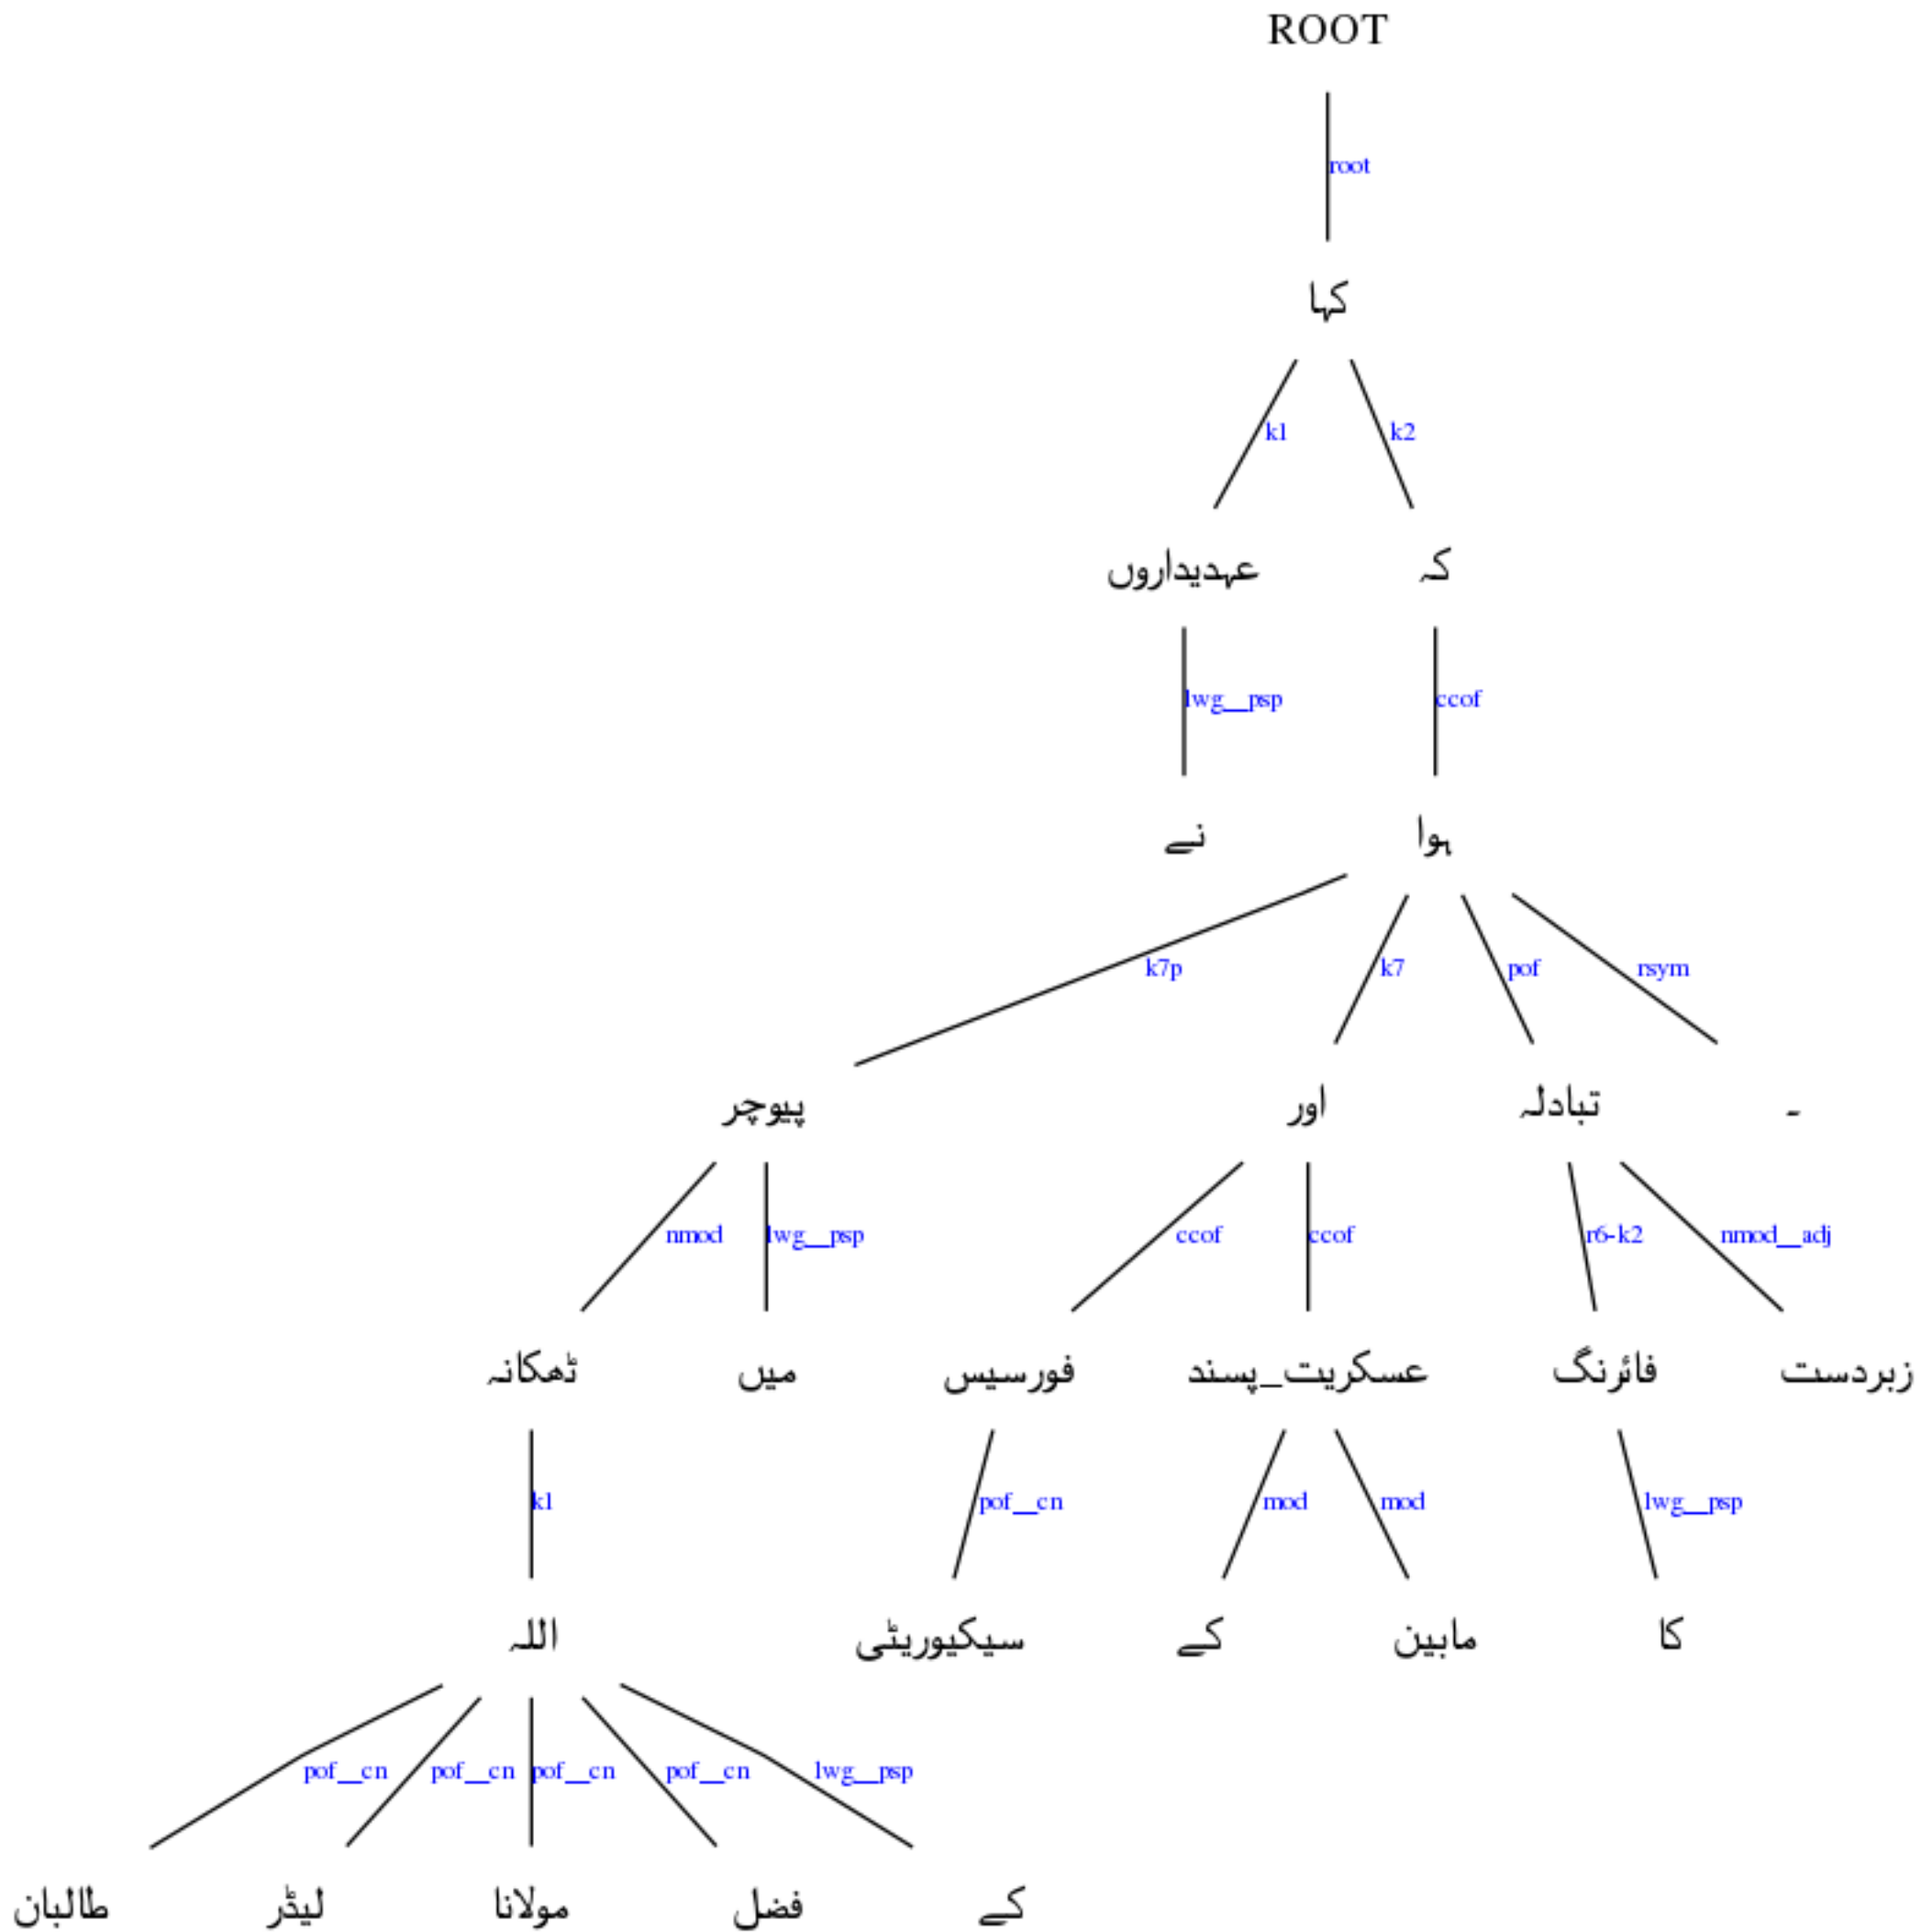 ROOT
root
کہا
k1 k2
عہدیداروں کہ
lwg__psp ccof
نے ہوا
k7p k7 pof rsym
پیوچر اور تبادلہ ۔
nmod lwg__psp ccof ccof r6-k2 nmod__adj
ٹھکانہ میں فورسیس عسکریت_پسند فائرنگ زبردست
k1 pof__cn mod mod lwg__psp
اللہ سیکیوریٹی کے مابین کا
pof__cn pof__cn pof__cn pof__cn lwg__psp
طالبان لیڈر مولانا فضل کے